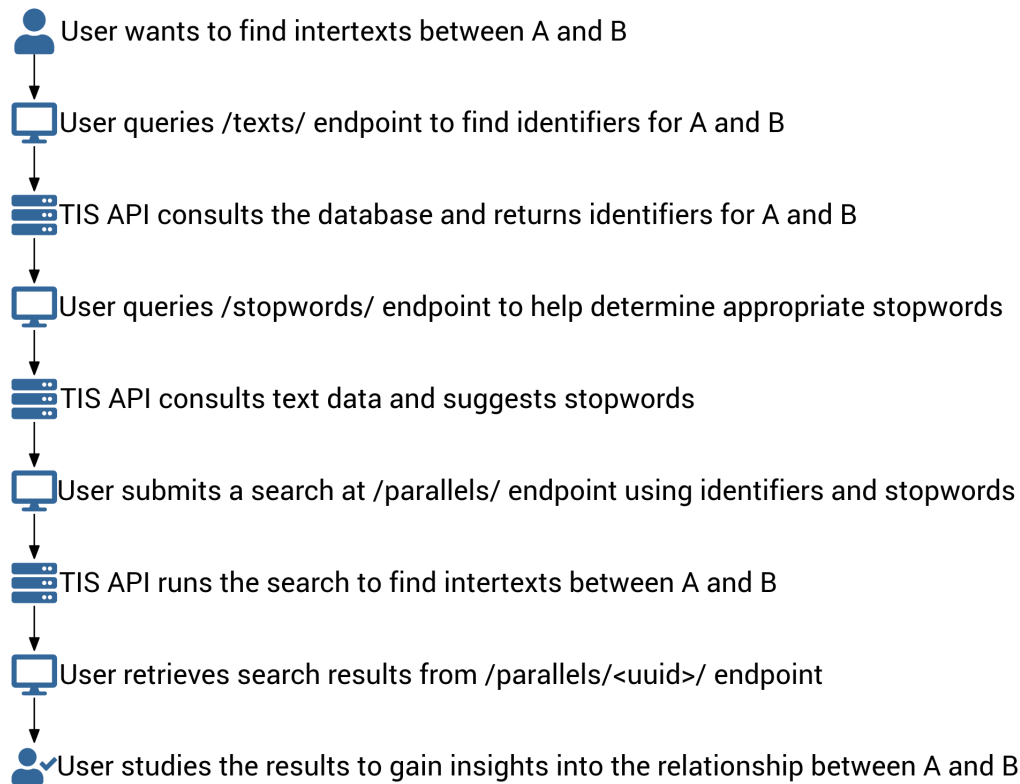 User wants to find intertexts between A and B
User queries /texts/ endpoint to find identifiers for A and B
TIS API consults the database and returns identifiers for A and B
User queries /stopwords/ endpoint to help determine appropriate stopwords
TIS API consults text data and suggests stopwords
User submits a search at /parallels/ endpoint using identifiers and stopwords
TIS API runs the search to find intertexts between A and B
User retrieves search results from /parallels/<uuid>/ endpoint
User studies the results to gain insights into the relationship between A and B